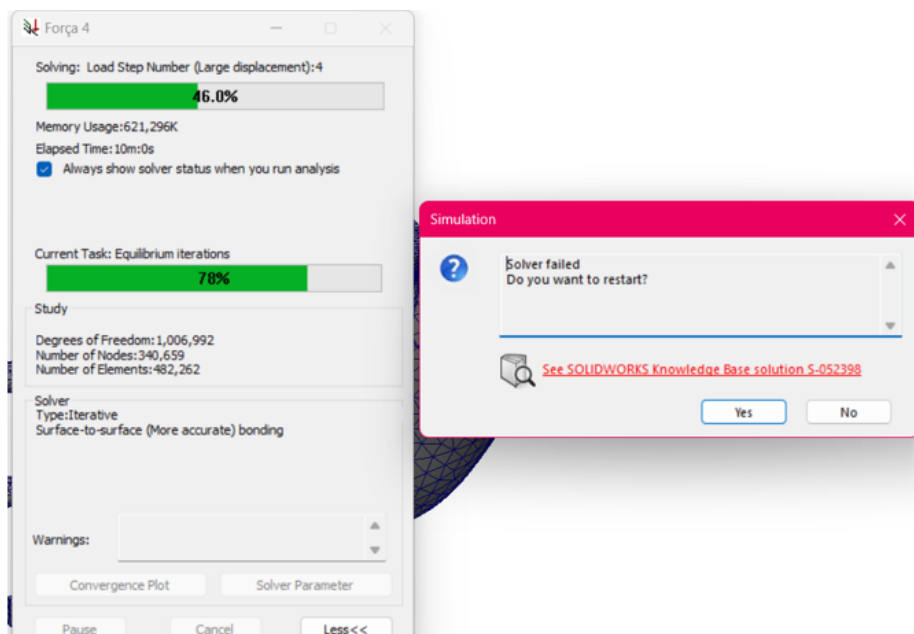 Força 4
Solving: Load Step Number (Large displacement):4
46.0%
Memory Usage:621,296K
Elapsed Time:10m:0s
Always show solver status when you run analysis
Current Task: Equilibrium iterations
78%
Study
Degrees of Freedom:1,006,992
Number of Nodes:340,659
Number of Elements:482,262
Solver
Type:Iterative
Surface-to-surface (More accurate) bonding
Warnings:
Convergence Plot
Solver Parameter
Pause
Cancel
Less<<
Simulation
Solver failed
Do you want to restart?
See SOLIDWORKS Knowledge Base solution S-052398
Yes
No